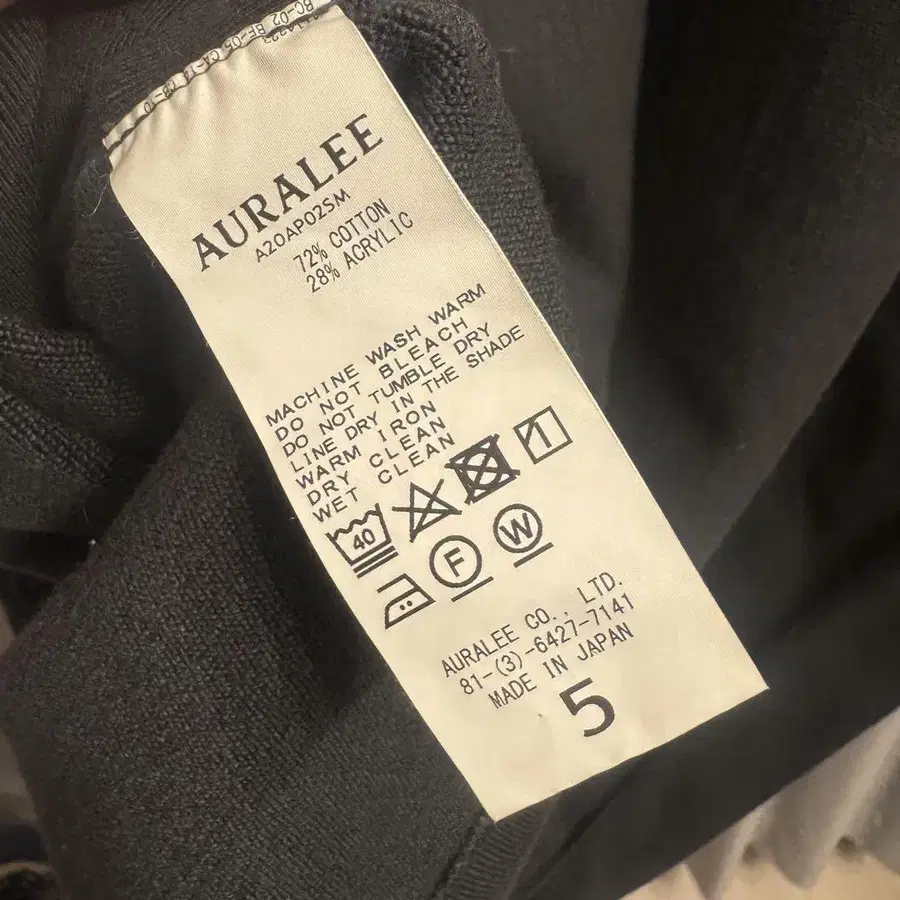 AURALEE
A20AP02SM
72% COTTON
28% ACRYLIC
MACHINE WASH WARM
DO NOT BLEACH
DO NOT TUMBLE DRY
LINE DRY IN THE SHADE
WARM IRON
DRY CLEAN
WET CLEAN
40
F W
AURALEE CO., LTD.
81-(3)-6427-7141
MADE IN JAPAN
5